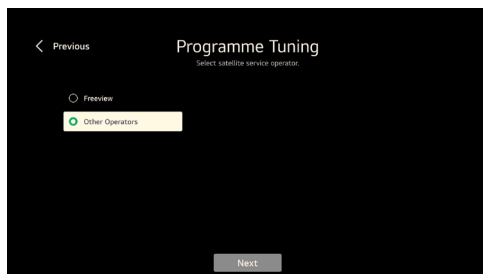 Previous
Programme Tuning
Select satellite service operator.
Freeview
Other Operators
Next